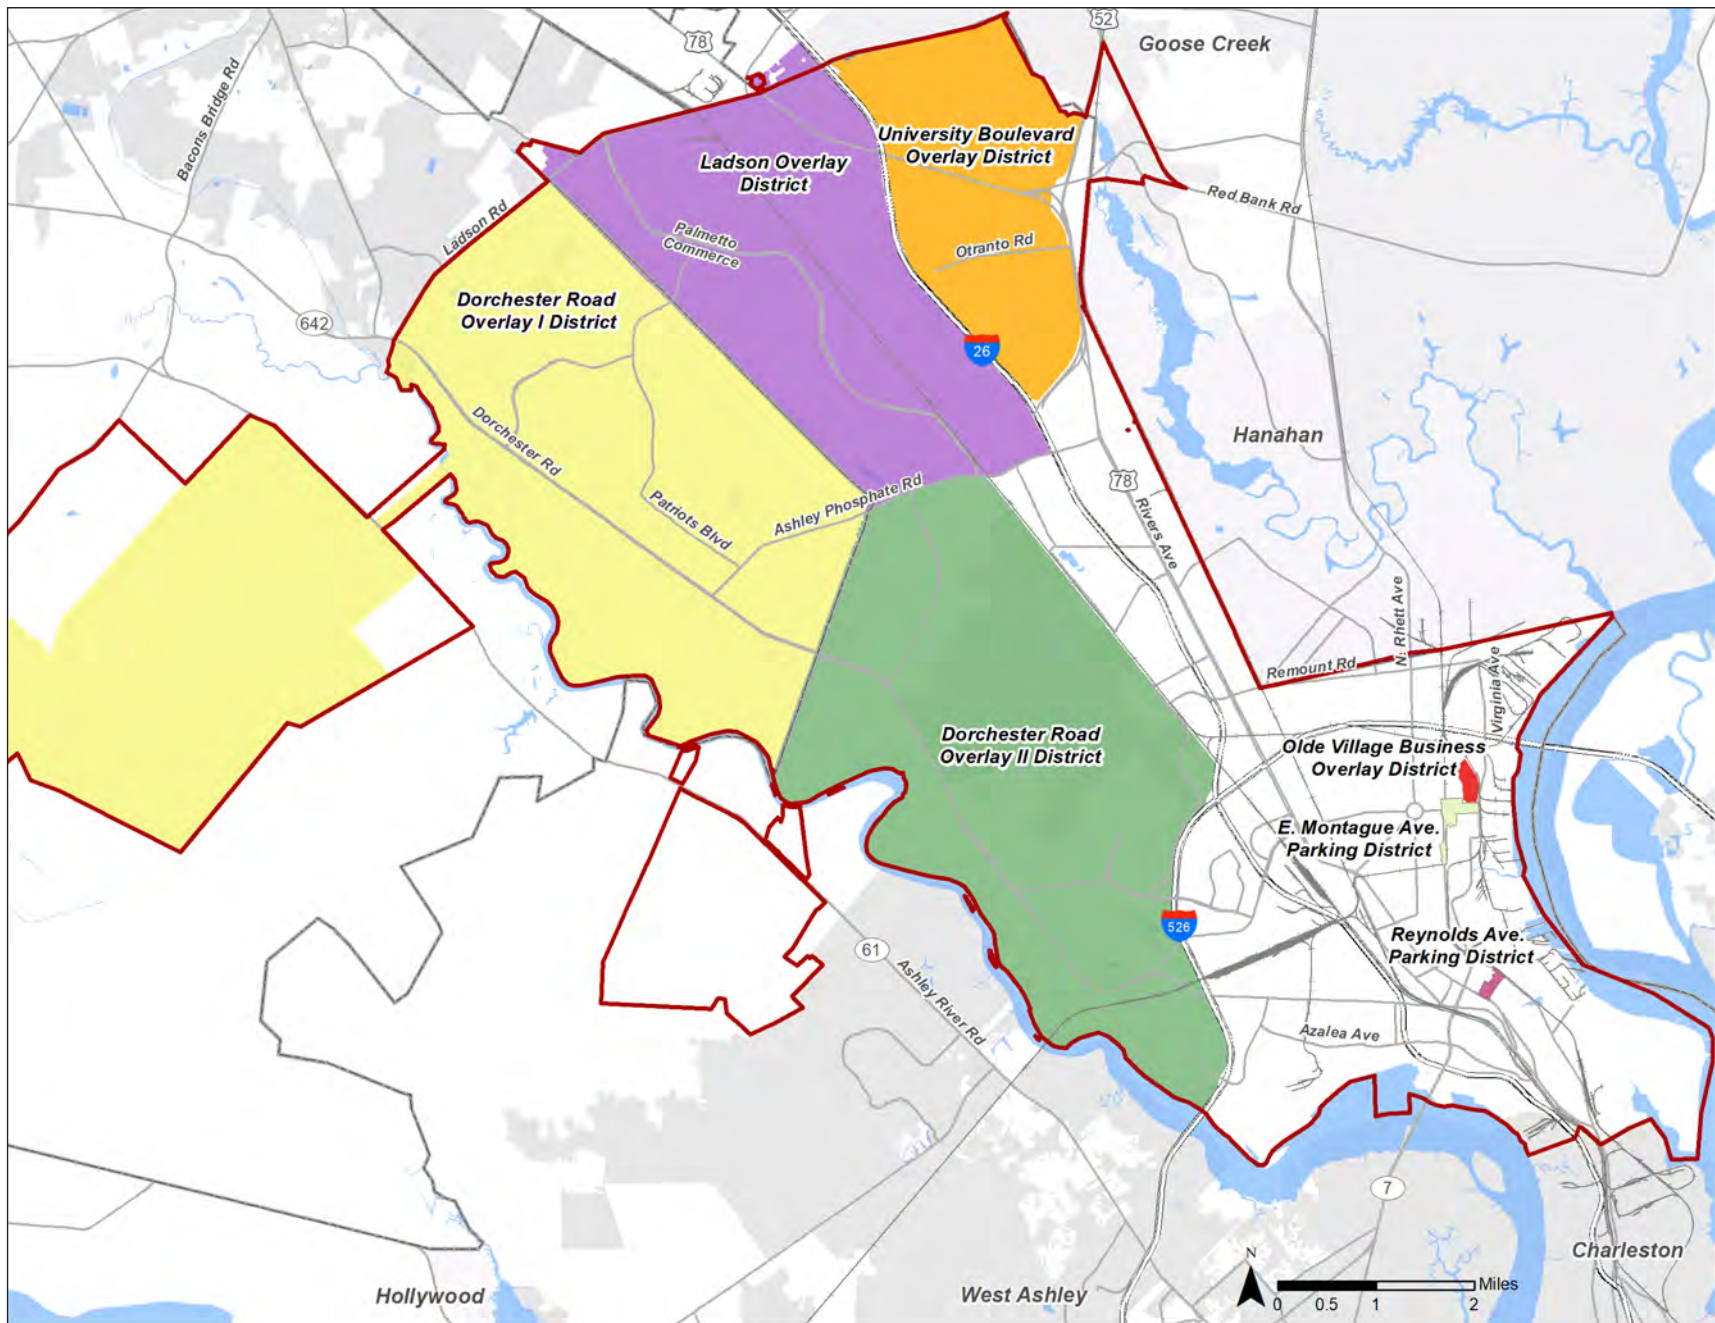 52
Goose Creek
78
Bacons Bridge Rd
University Boulevard
Overlay District
Ladson Overlay
District
Red Bank Rd
Ladson Rd
Palmetto
Commerce
Otranto Rd
Dorchester Road
Overlay I District
642
26
Dorchester Rd
Hanahan
78
Patriots Blvd
Ashley Phosphate Rd
Rivers Ave
N. Rhett Ave
Remount Rd
Virginia Ave
Dorchester Road
Overlay II District
Olde Village Business
Overlay District
E. Montague Ave.
Parking District
526
Reynolds Ave.
Parking District
61
Ashley River Rd
Azalea Ave
7
Charleston
N
Hollywood
West Ashley
Miles
0 0.5 1 2